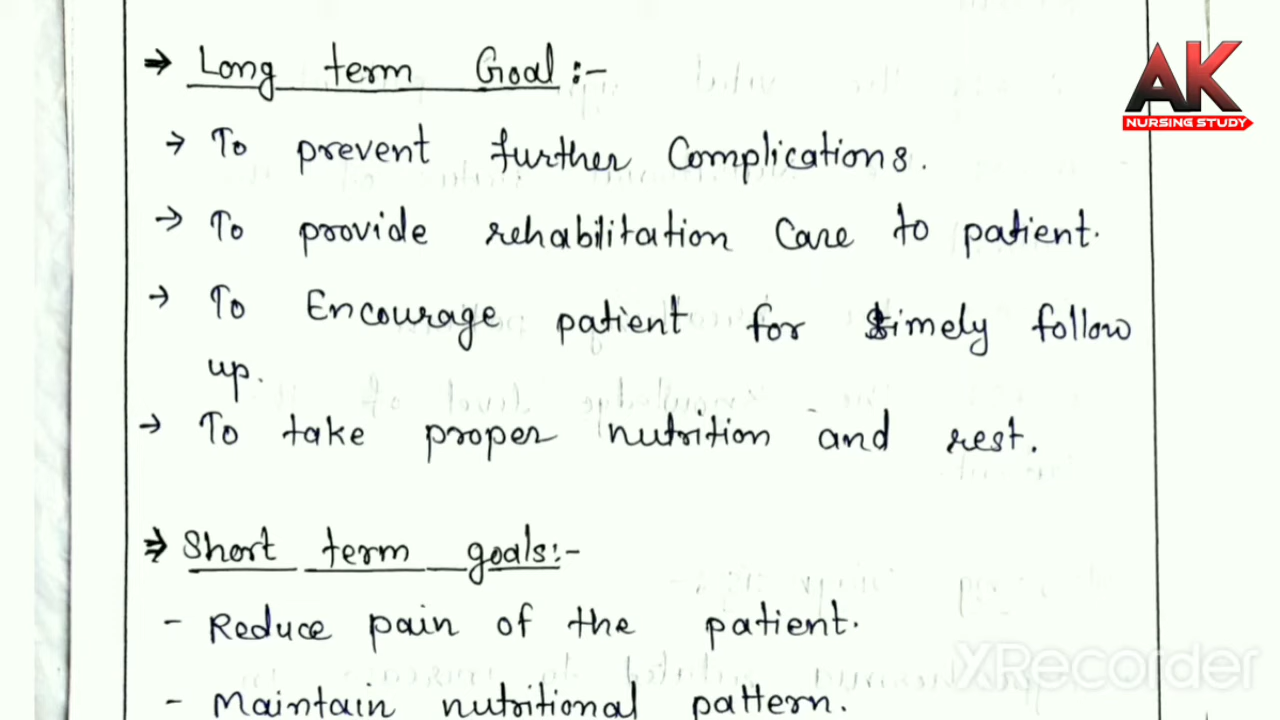 → Long term Goal :-
AK
NURSING STUDY
→ To prevent further Complications.
→ To provide rehabilitation Care to patient.
→ To Encourage patient for timely follow
up.
→ To take proper nutrition and rest.
→ Short term goals:-
- Reduce pain of the patient.
- Maintain nutritional pattern.
XRecorder